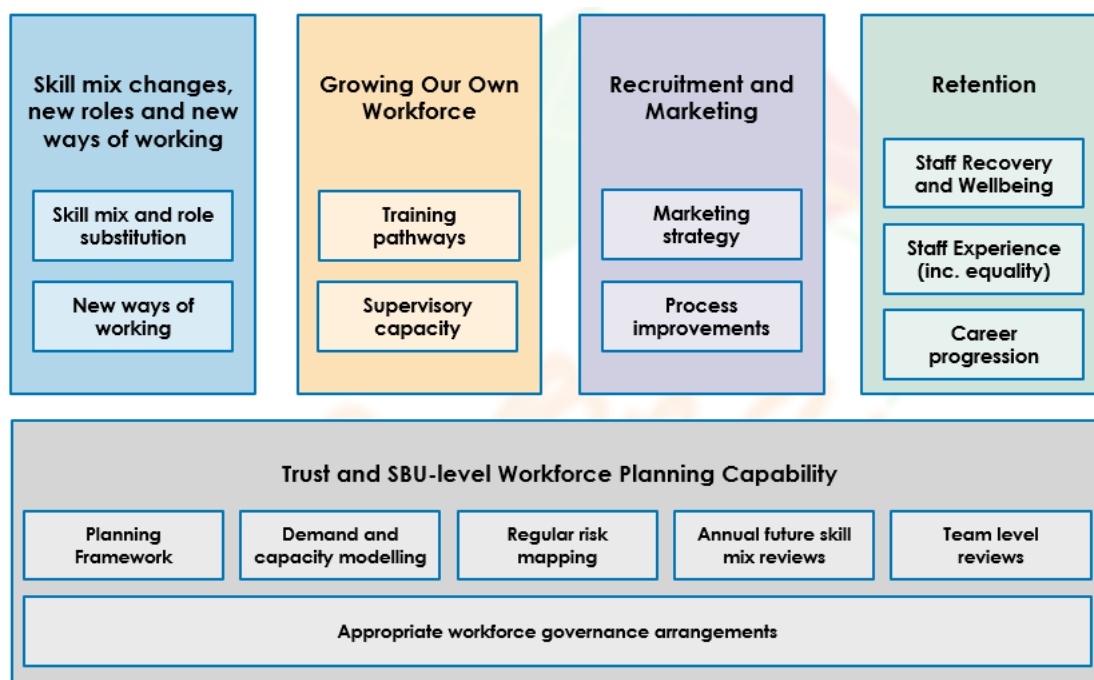 Skill mix changes,
new roles and new
ways of working
Skill mix and role
substitution
New ways of
working
Growing Our Own
Workforce
Training
pathways
Supervisory
capacity
Recruitment and
Marketing
Marketing
strategy
Process
improvements
Retention
Staff Recovery
and Wellbeing
Staff Experience
(inc. equality)
Career
progression
Trust and SBU-level Workforce Planning Capability
Planning
Framework
Demand and
capacity modelling
Regular risk
mapping
Annual future skill
mix reviews
Team level
reviews
Appropriate workforce governance arrangements